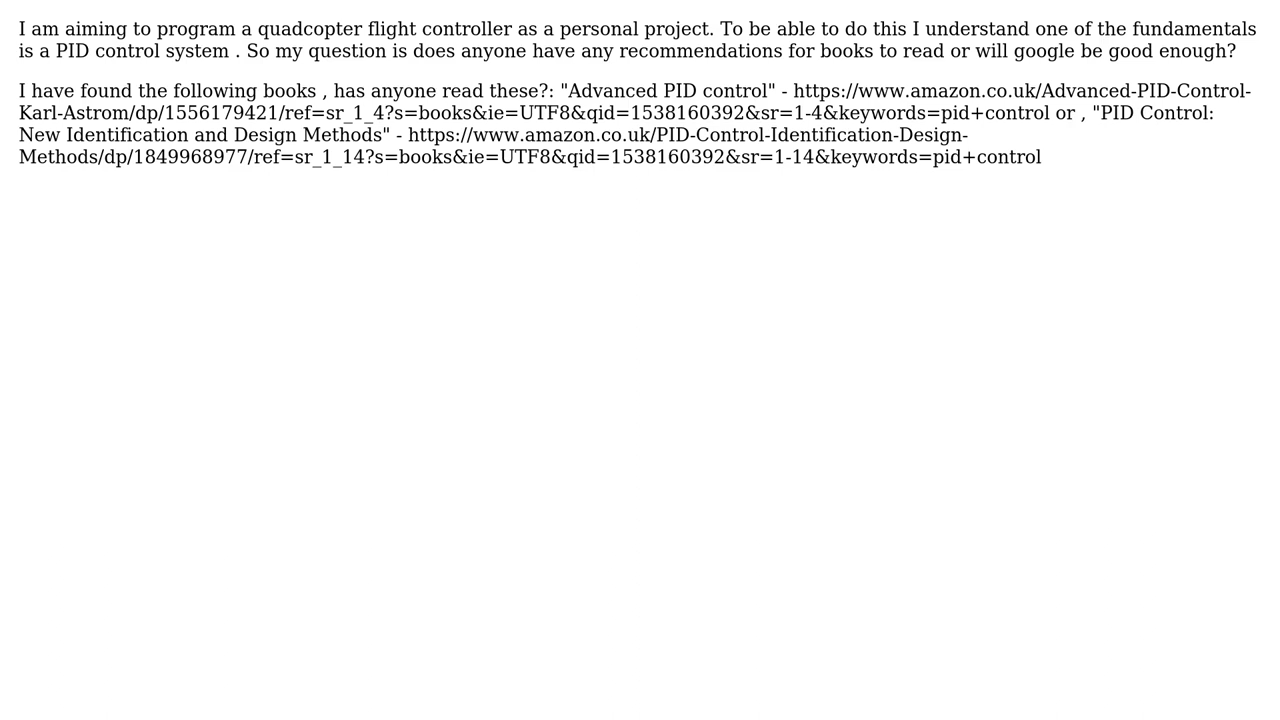 I am aiming to program a quadcopter flight controller as a personal project. To be able to do this I understand one of the fundamentals
is a PID control system . So my question is does anyone have any recommendations for books to read or will google be good enough?
I have found the following books , has anyone read these?: "Advanced PID control" - https://www.amazon.co.uk/Advanced-PID-Control-
Karl-Astrom/dp/1556179421/ref=sr_1_4?s=books&ie=UTF8&qid=1538160392&sr=1-4&keywords=pid+control or , "PID Control:
New Identification and Design Methods" - https://www.amazon.co.uk/PID-Control-Identification-Design-
Methods/dp/1849968977/ref=sr_1_14?s=books&ie=UTF8&qid=1538160392&sr=1-14&keywords=pid+control